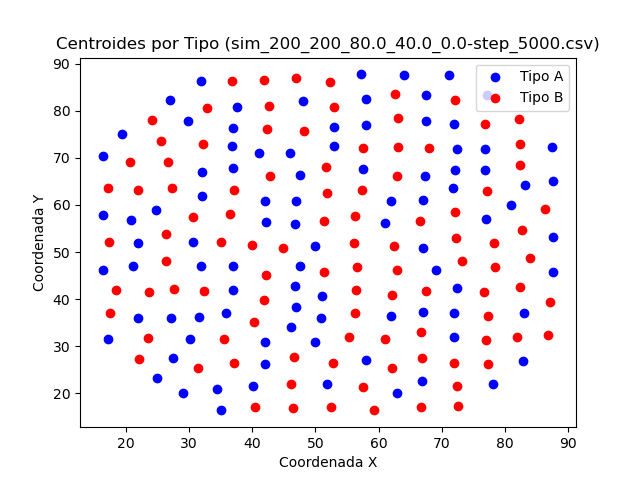 Centroides por Tipo (sim_200_200_80.0_40.0_0.0-step_5000.csv)
Tipo A
Tipo B
90
80
70
60
50
40
30
20
Coordenada Y
20 30 40 50 60 70 80 90
Coordenada X